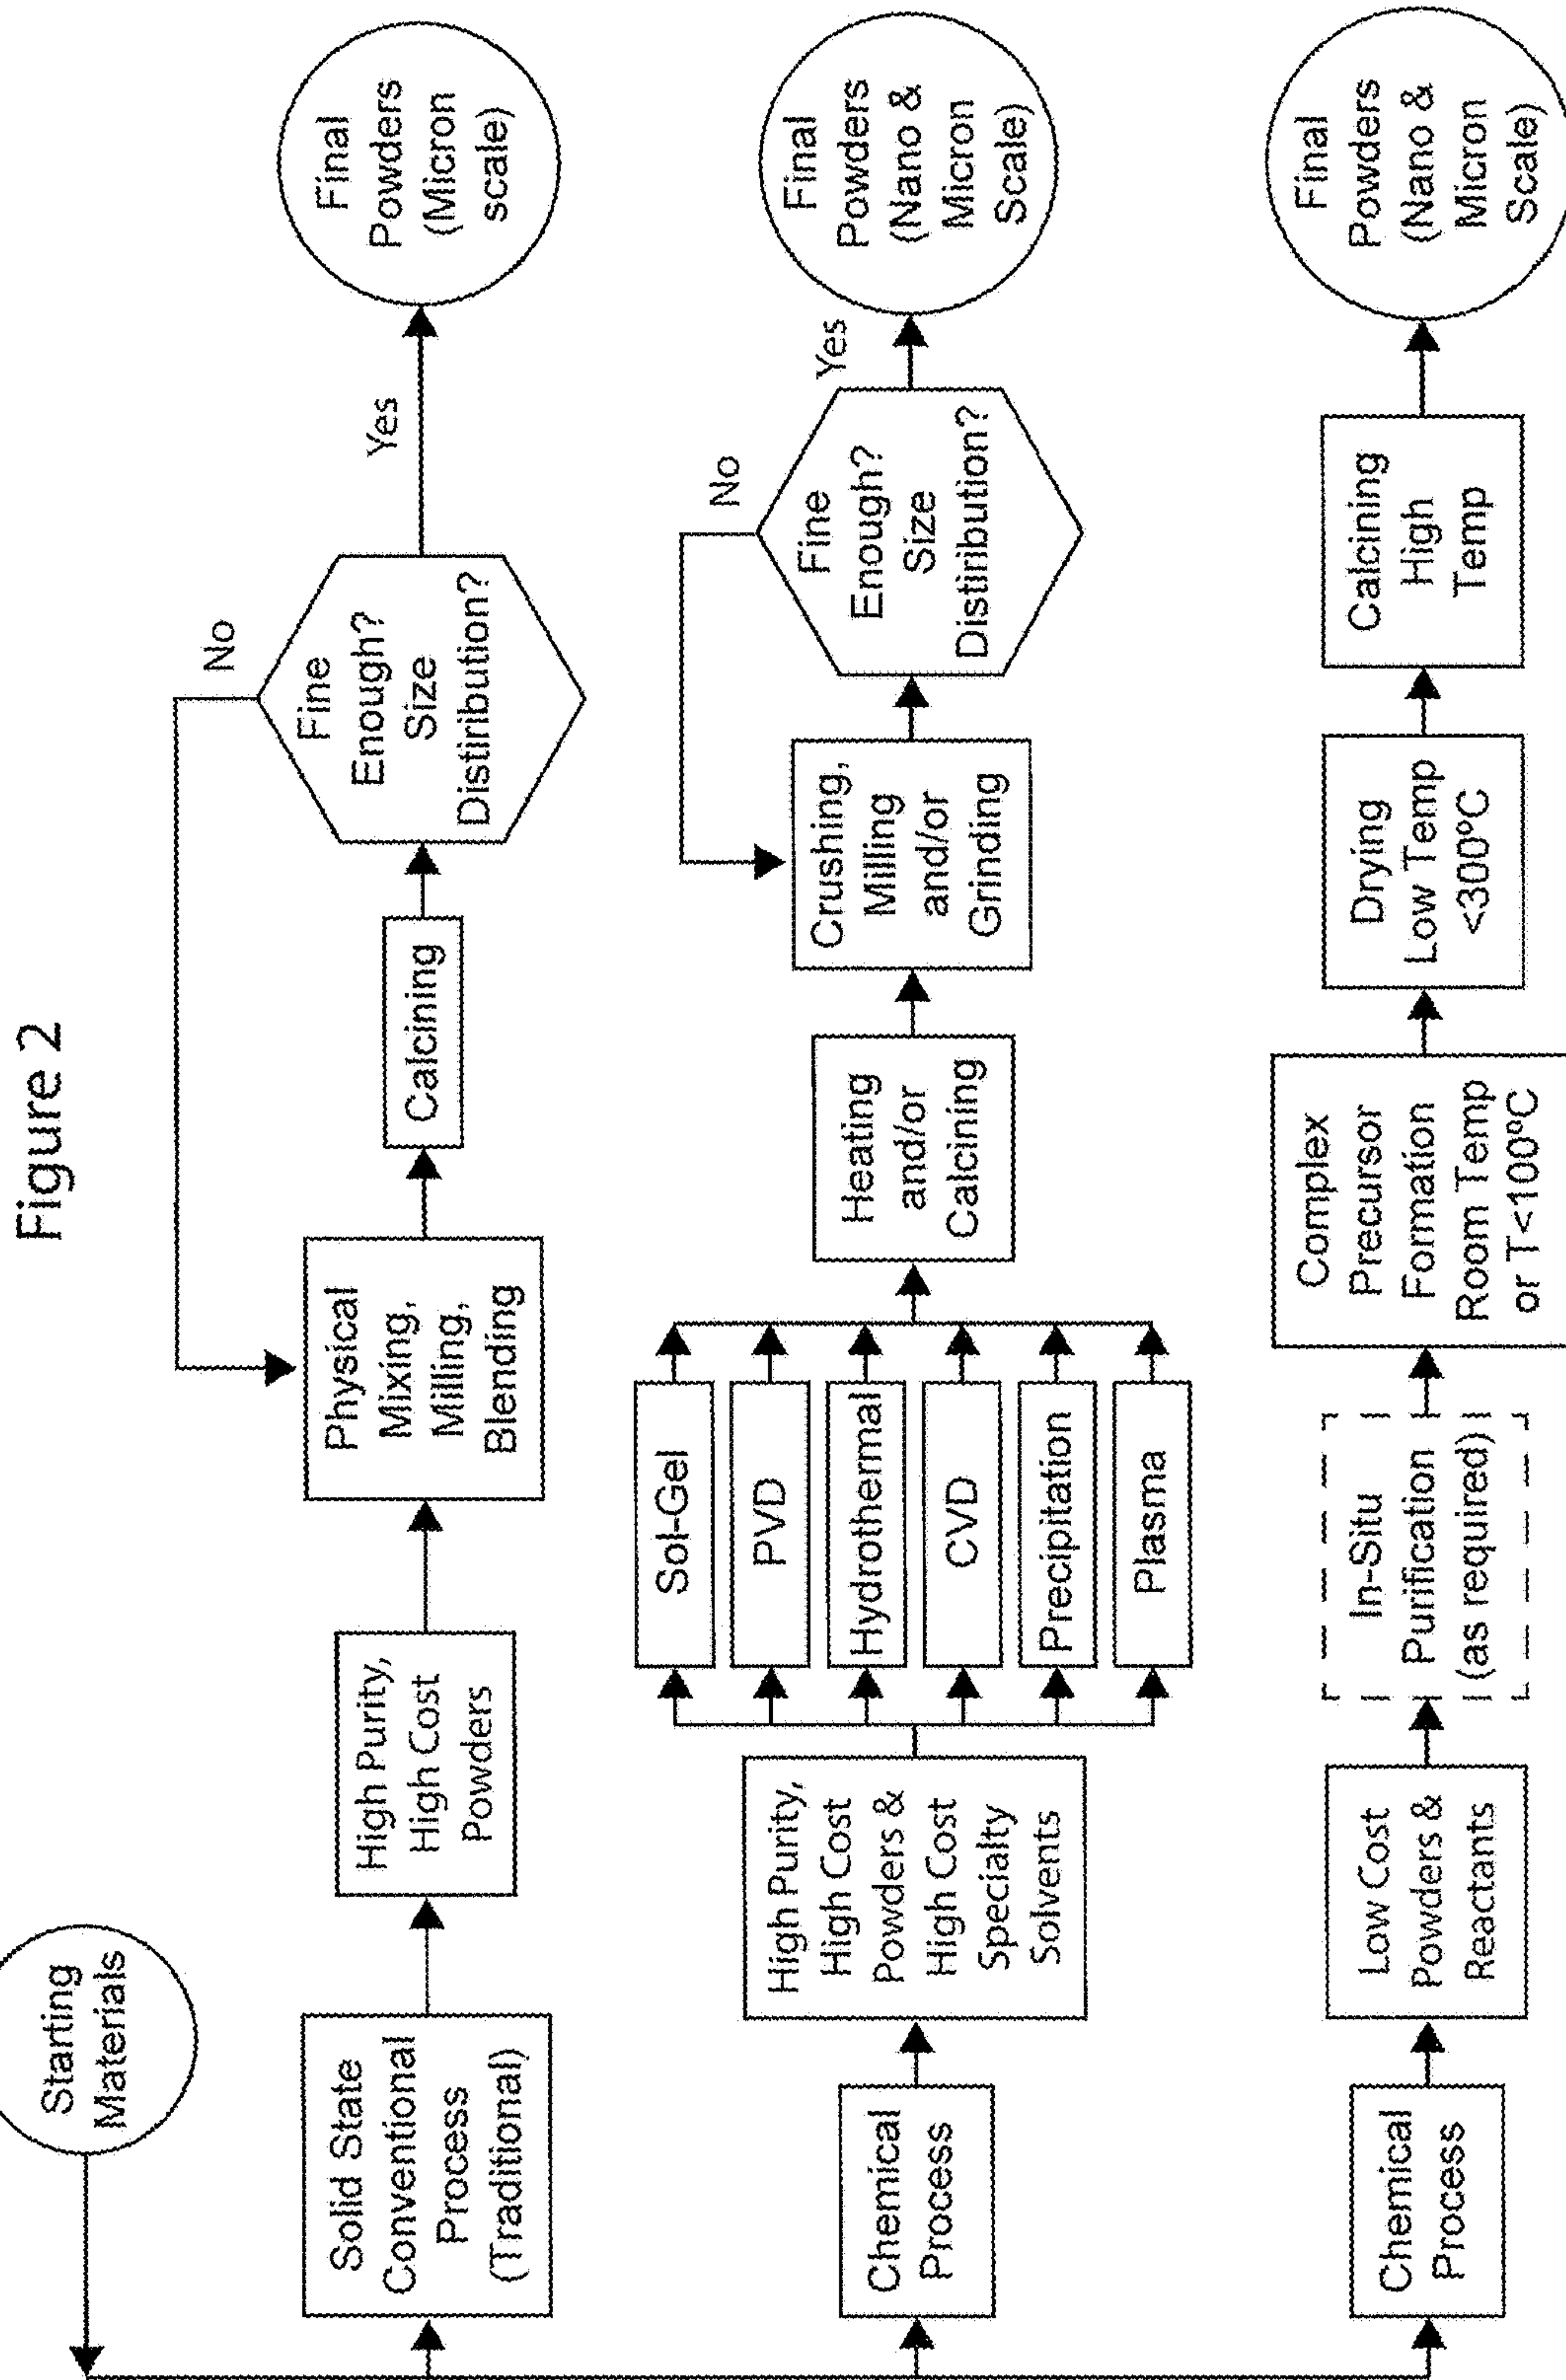 Figure 2
Starting
Materials
Solid State
Conventional
Process
(Traditional)
High Purity,
High Cost
Powders
Physical
Mixing,
Milling,
Blending
Calcining
Fine
Enough?
Size
Distiribution?
No
Yes
Final
Powders
(Micron
scale)
Chemical
Process
High Purity,
High Cost
Powders &
High Cost
Specialty
Solvents
Sol-Gel
PVD
Hydrothermal
CVD
Precipitation
Plasma
Heating
and/or
Calcining
Crushing,
Milling
and/or
Grinding
Fine
Enough?
Size
Distiribution?
No
Yes
Final
Powders
(Nano &
Micron
Scale)
Chemical
Process
Low Cost
Powders &
Reactants
In-Situ
Purification
(as required)
Complex
Precursor
Formation
Room Temp
or T<100ºC
Drying
Low Temp
<300ºC
Calcining
High
Temp
Final
Powders
(Nano &
Micron
Scale)